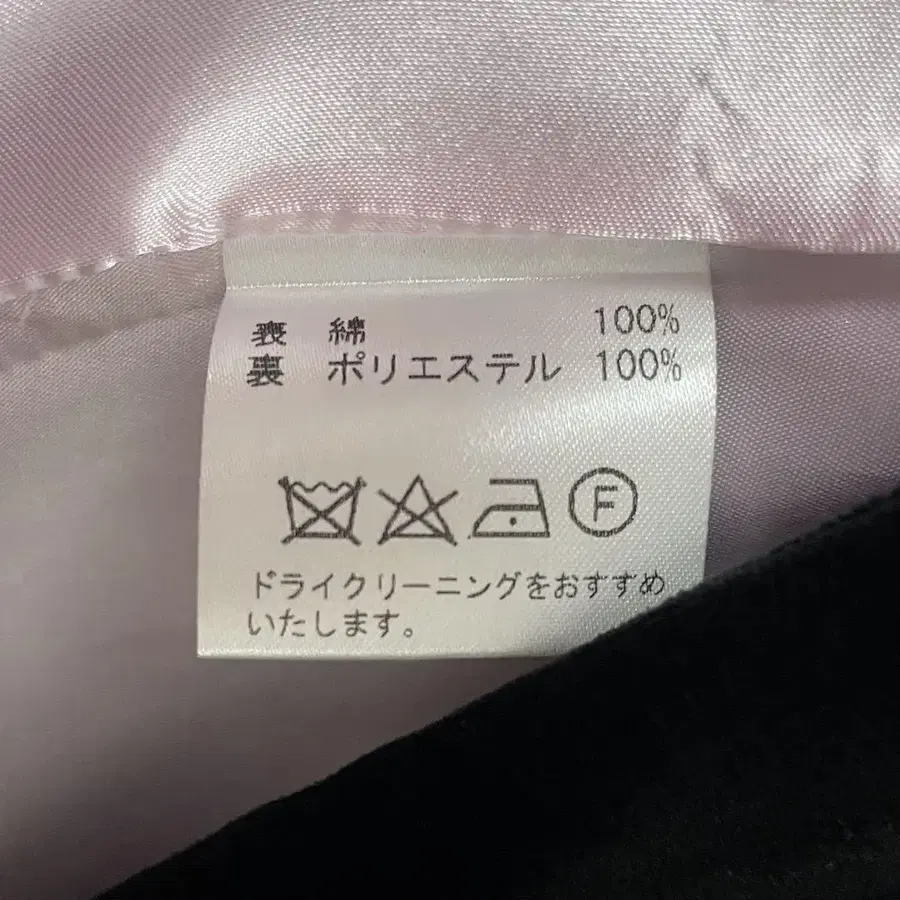 表 綿 100%
裏 ポリエステル 100%
F
ドライクリーニングをおすすめ
いたします。